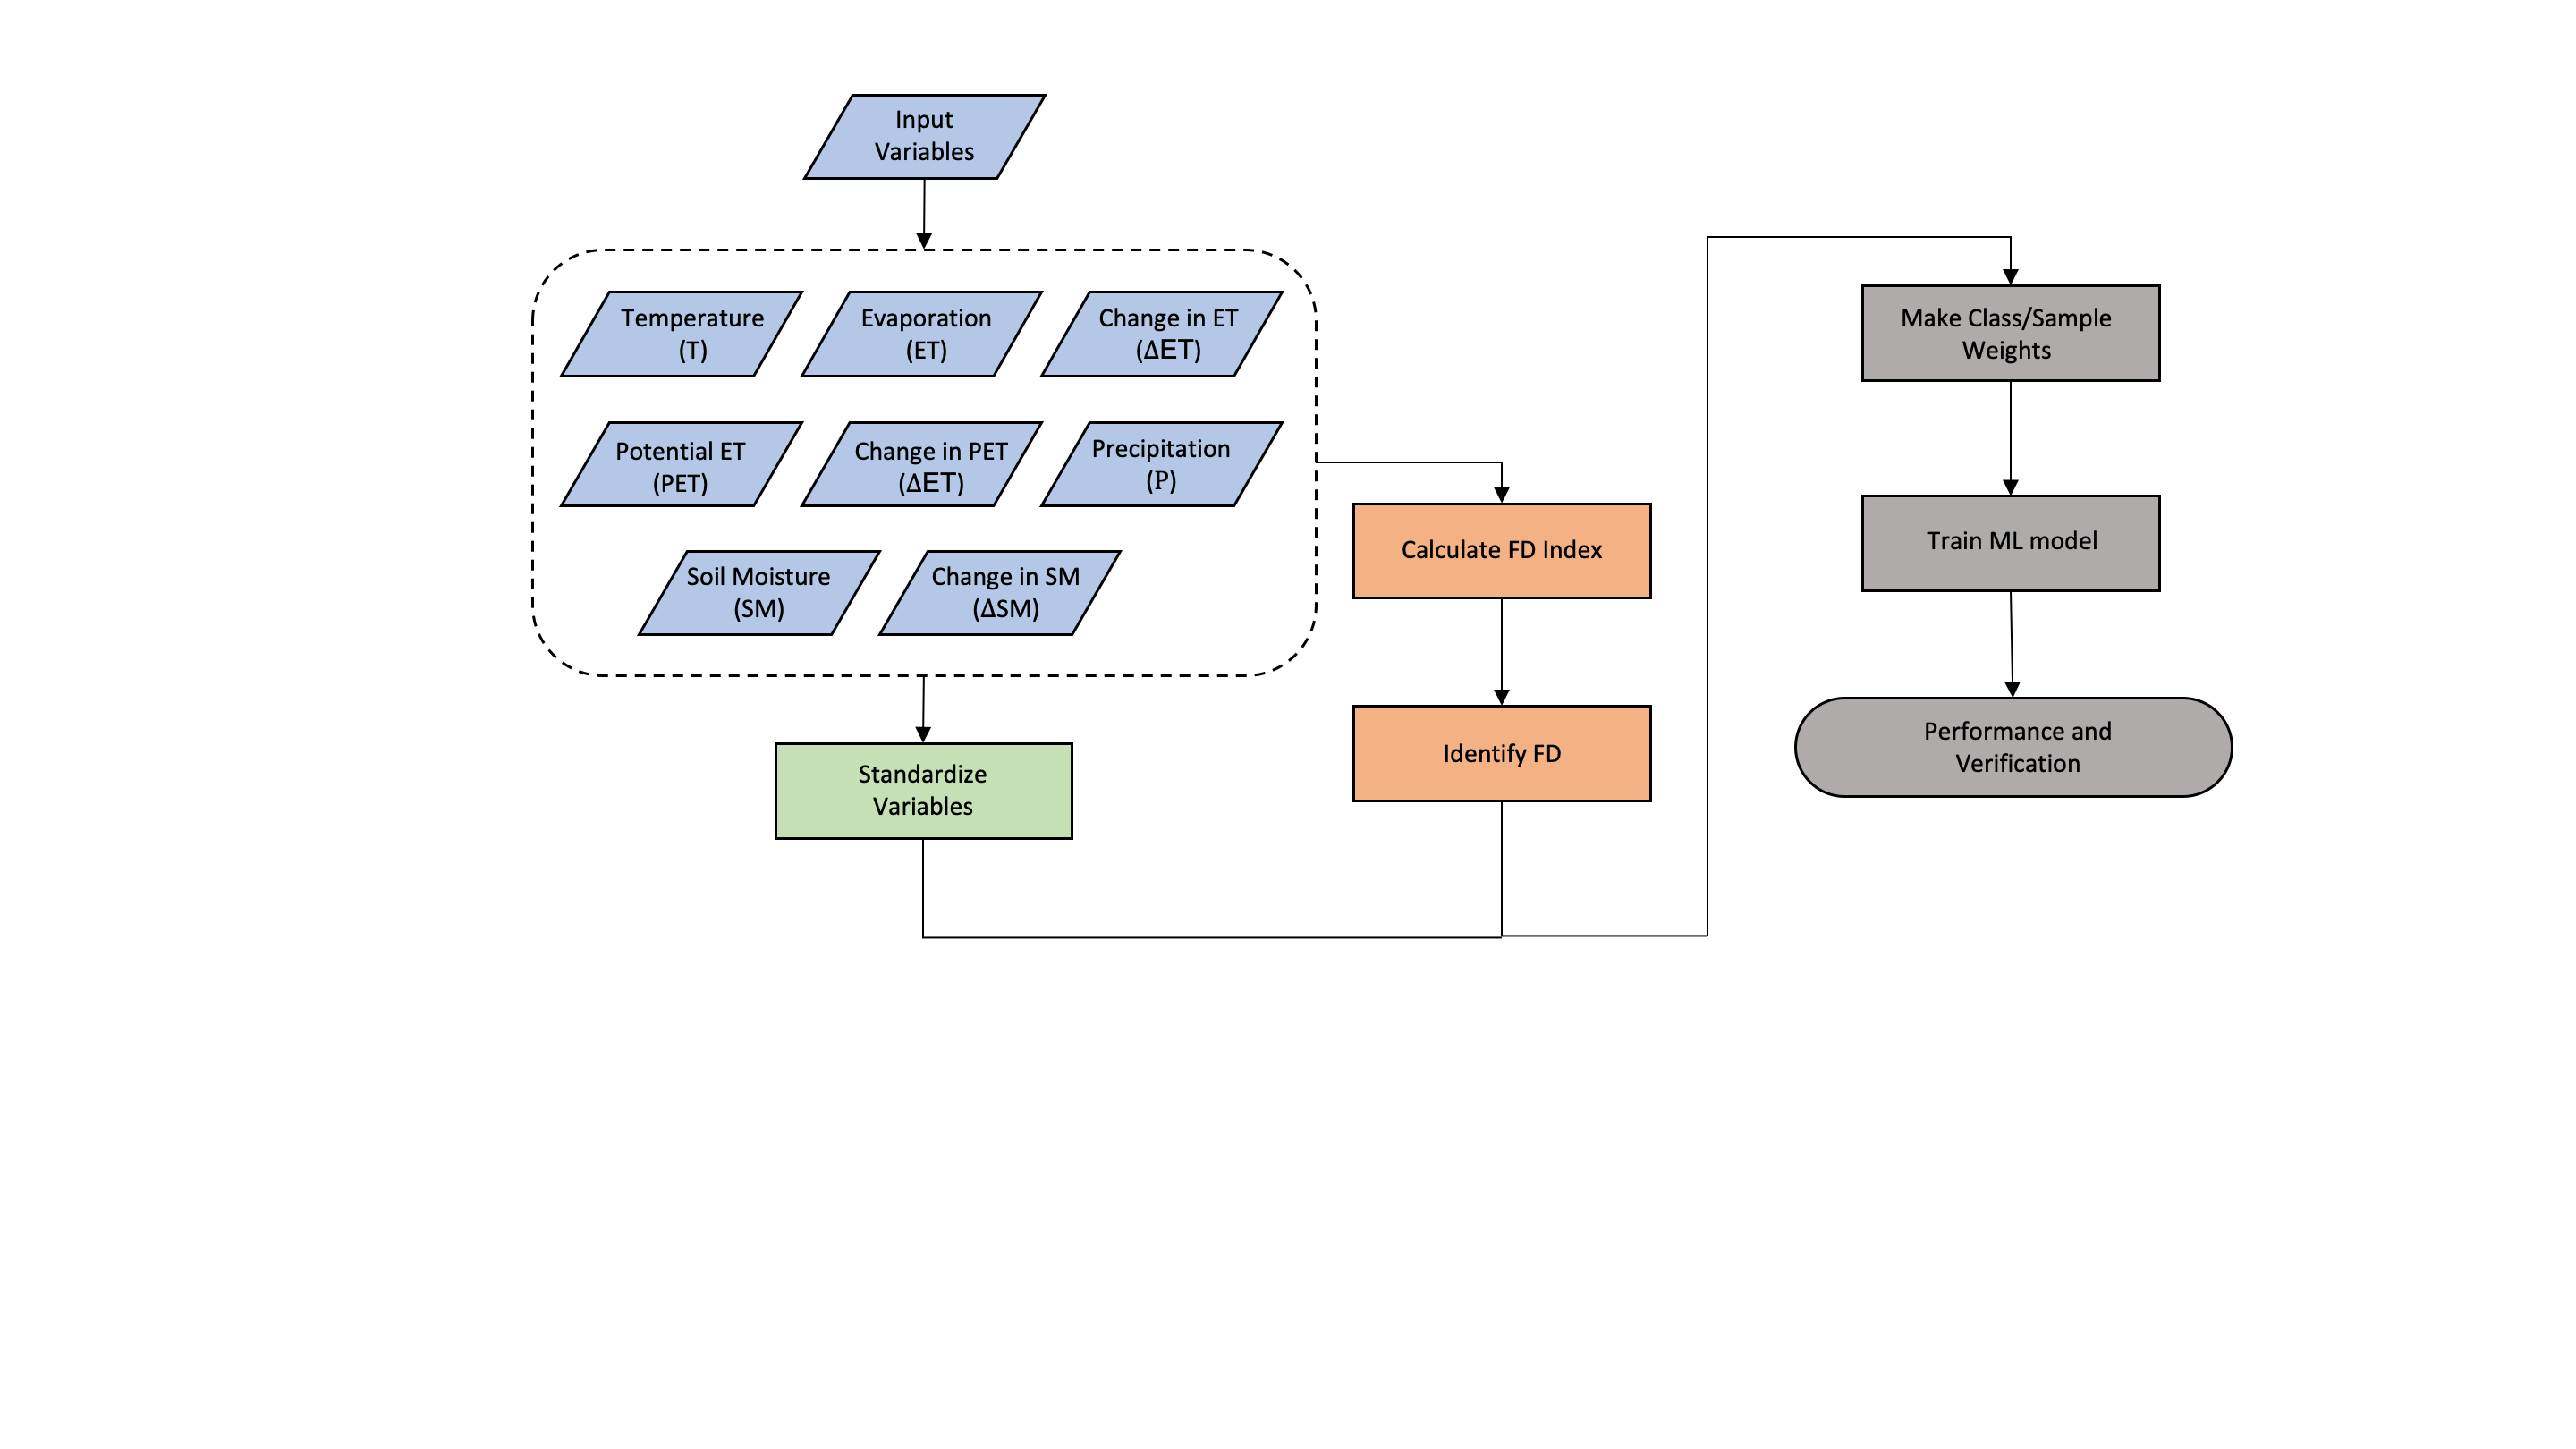 Input
Variables
Temperature
(T)
Evaporation
(ET)
Change in ET
(ΔET)
Potential ET
(PET)
Change in PET
(ΔET)
Precipitation
(P)
Soil Moisture
(SM)
Change in SM
(ΔSM)
Standardize
Variables
Calculate FD Index
Identify FD
Make Class/Sample
Weights
Train ML model
Performance and
Verification